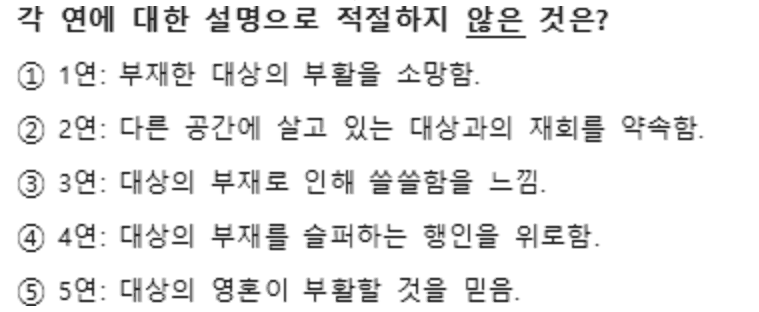 각 연에 대한 설명으로 적절하지 않은 것은?
① 1연: 부재한 대상의 부활을 소망함.
② 2연: 다른 공간에 살고 있는 대상과의 재회를 약속함.
③ 3연: 대상의 부재로 인해 쓸쓸함을 느낌.
④ 4연: 대상의 부재를 슬퍼하는 행인을 위로함.
⑤ 5연: 대상의 영혼이 부활할 것을 믿음.